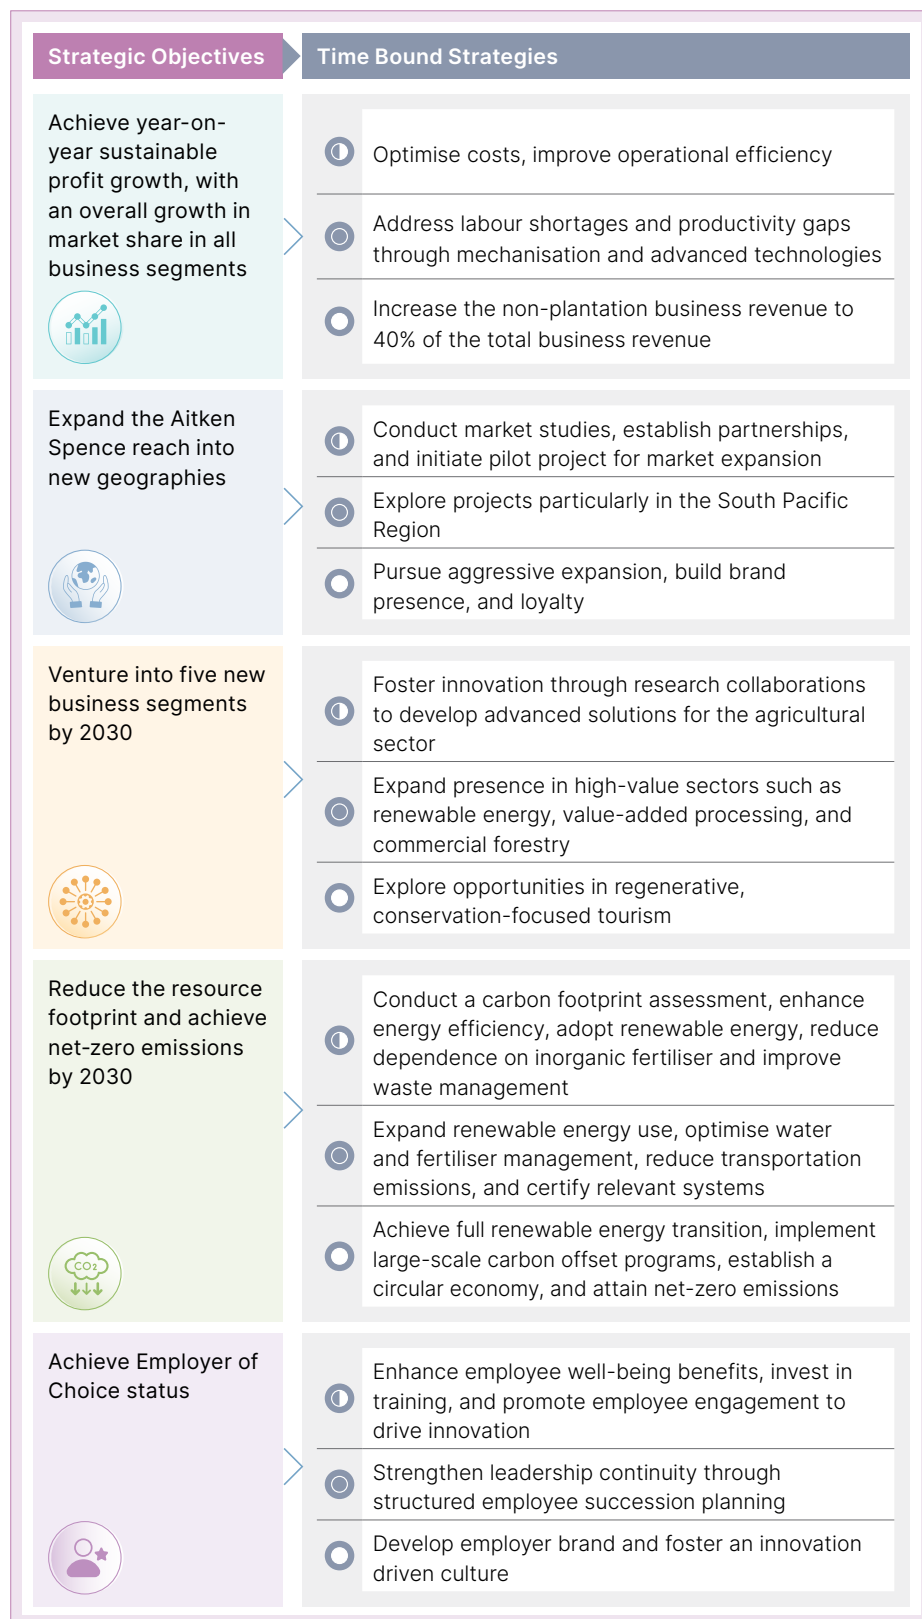 Strategic Objectives
Time Bound Strategies
Achieve year-on-
year sustainable
profit growth, with
an overall growth in
market share in all
business segments
Optimise costs, improve operational efficiency
Address labour shortages and productivity gaps
through mechanisation and advanced technologies
Increase the non-plantation business revenue to
40% of the total business revenue
Expand the Aitken
Spence reach into
new geographies
Conduct market studies, establish partnerships,
and initiate pilot project for market expansion
Explore projects particularly in the South Pacific
Region
Pursue aggressive expansion, build brand
presence, and loyalty
Venture into five new
business segments
by 2030
Foster innovation through research collaborations
to develop advanced solutions for the agricultural
sector
Expand presence in high-value sectors such as
renewable energy, value-added processing, and
commercial forestry
Explore opportunities in regenerative,
conservation-focused tourism
Reduce the resource
footprint and achieve
net-zero emissions
by 2030
CO2
Conduct a carbon footprint assessment, enhance
energy efficiency, adopt renewable energy, reduce
dependence on inorganic fertiliser and improve
waste management
Expand renewable energy use, optimise water
and fertiliser management, reduce transportation
emissions, and certify relevant systems
Achieve full renewable energy transition, implement
large-scale carbon offset programs, establish a
circular economy, and attain net-zero emissions
Achieve Employer of
Choice status
Enhance employee well-being benefits, invest in
training, and promote employee engagement to
drive innovation
Strengthen leadership continuity through
structured employee succession planning
Develop employer brand and foster an innovation
driven culture